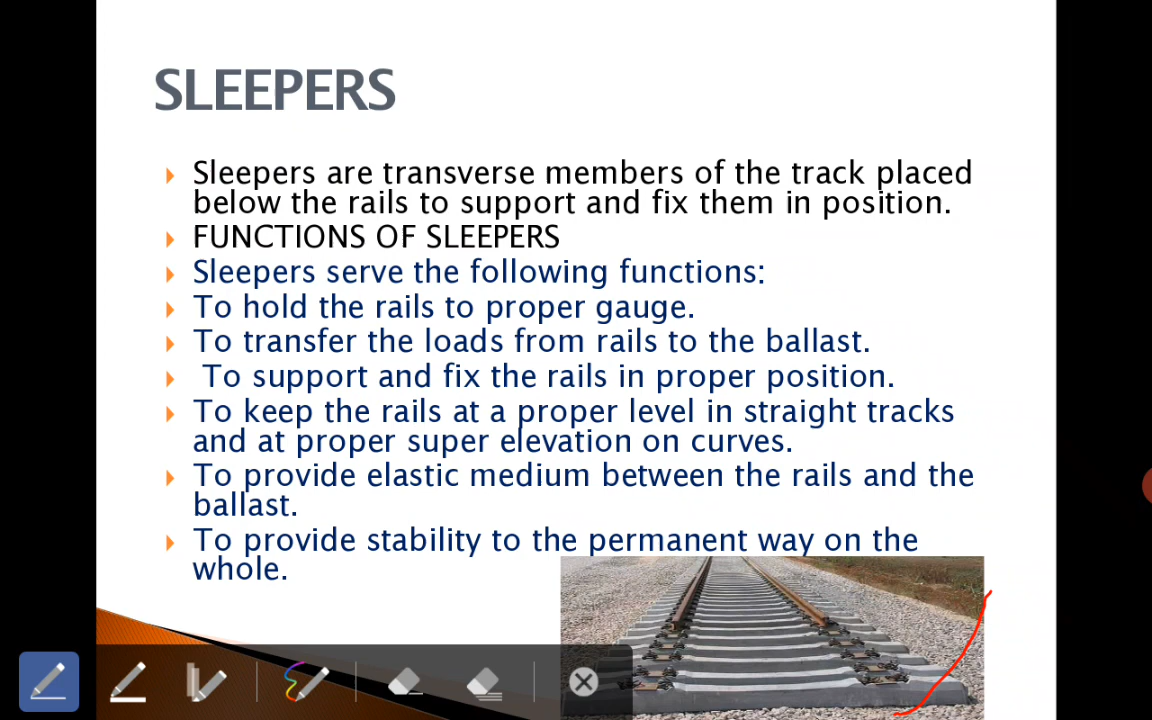 SLEEPERS
Sleepers are transverse members of the track placed
below the rails to support and fix them in position.
FUNCTIONS OF SLEEPERS
Sleepers serve the following functions:
To hold the rails to proper gauge.
To transfer the loads from rails to the ballast.
To support and fix the rails in proper position.
To keep the rails at a proper level in straight tracks
and at proper super elevation on curves.
To provide elastic medium between the rails and the
ballast.
To provide stability to the permanent way on the
whole.